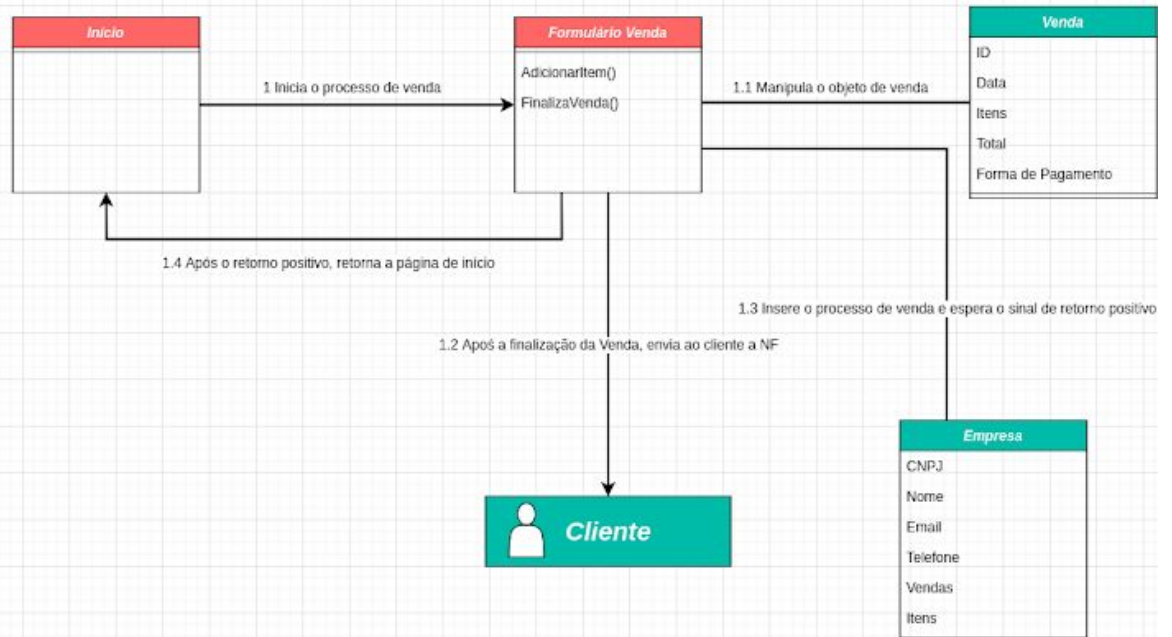 Início
Formulário Venda
AdicionarItem()
FinalizaVenda()
Venda
ID
Data
Itens
Total
Forma de Pagamento
1 Inicia o processo de venda
1.1 Manipula o objeto de venda
1.4 Após o retorno positivo, retorna a página de início
1.3 Insere o processo de venda e espera o sinal de retorno positivo
1.2 Apoś a finalização da Venda, envia ao cliente a NF
Cliente
Empresa
CNPJ
Nome
Email
Telefone
Vendas
Itens